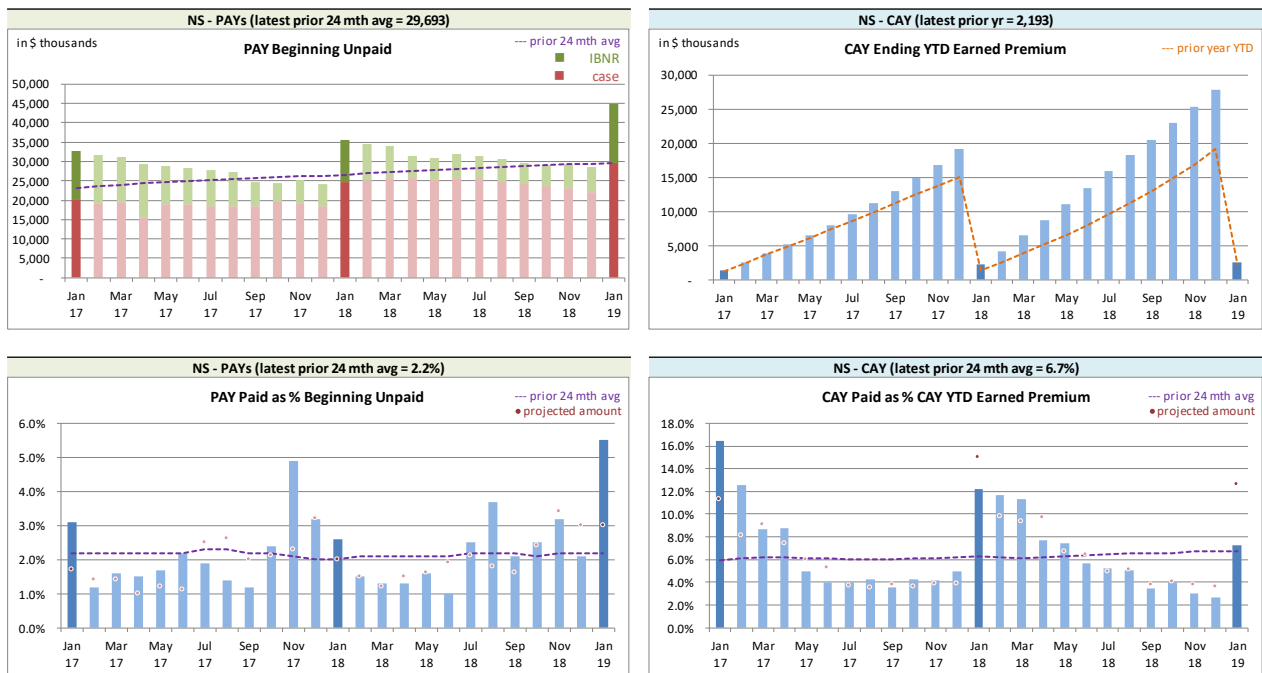 NS - PAYs (latest prior 24 mth avg = 29,693)
in $ thousands
PAY Beginning Unpaid
--- prior 24 mth avg
IBNR
case
50,000
45,000
40,000
35,000
30,000
25,000
20,000
15,000
10,000
5,000
-
Jan Mar May Jul Sep Nov Jan Mar May Jul Sep Nov Jan
17 17 17 17 17 17 18 18 18 18 18 18 19
NS - CAY (latest prior yr = 2,193)
in $ thousands
CAY Ending YTD Earned Premium
--- prior year YTD
30,000
25,000
20,000
15,000
10,000
5,000
-
Jan Mar May Jul Sep Nov Jan Mar May Jul Sep Nov Jan
17 17 17 17 17 17 18 18 18 18 18 18 19
NS - PAYs (latest prior 24 mth avg = 2.2%)
PAY Paid as % Beginning Unpaid
--- prior 24 mth avg
• projected amount
6.0%
5.0%
4.0%
3.0%
2.0%
1.0%
0.0%
Jan Mar May Jul Sep Nov Jan Mar May Jul Sep Nov Jan
17 17 17 17 17 17 18 18 18 18 18 18 19
NS - CAY (latest prior 24 mth avg = 6.7%)
CAY Paid as % CAY YTD Earned Premium
--- prior 24 mth avg
• projected amount
18.0%
16.0%
14.0%
12.0%
10.0%
8.0%
6.0%
4.0%
2.0%
0.0%
Jan Mar May Jul Sep Nov Jan Mar May Jul Sep Nov Jan
17 17 17 17 17 17 18 18 18 18 18 18 19